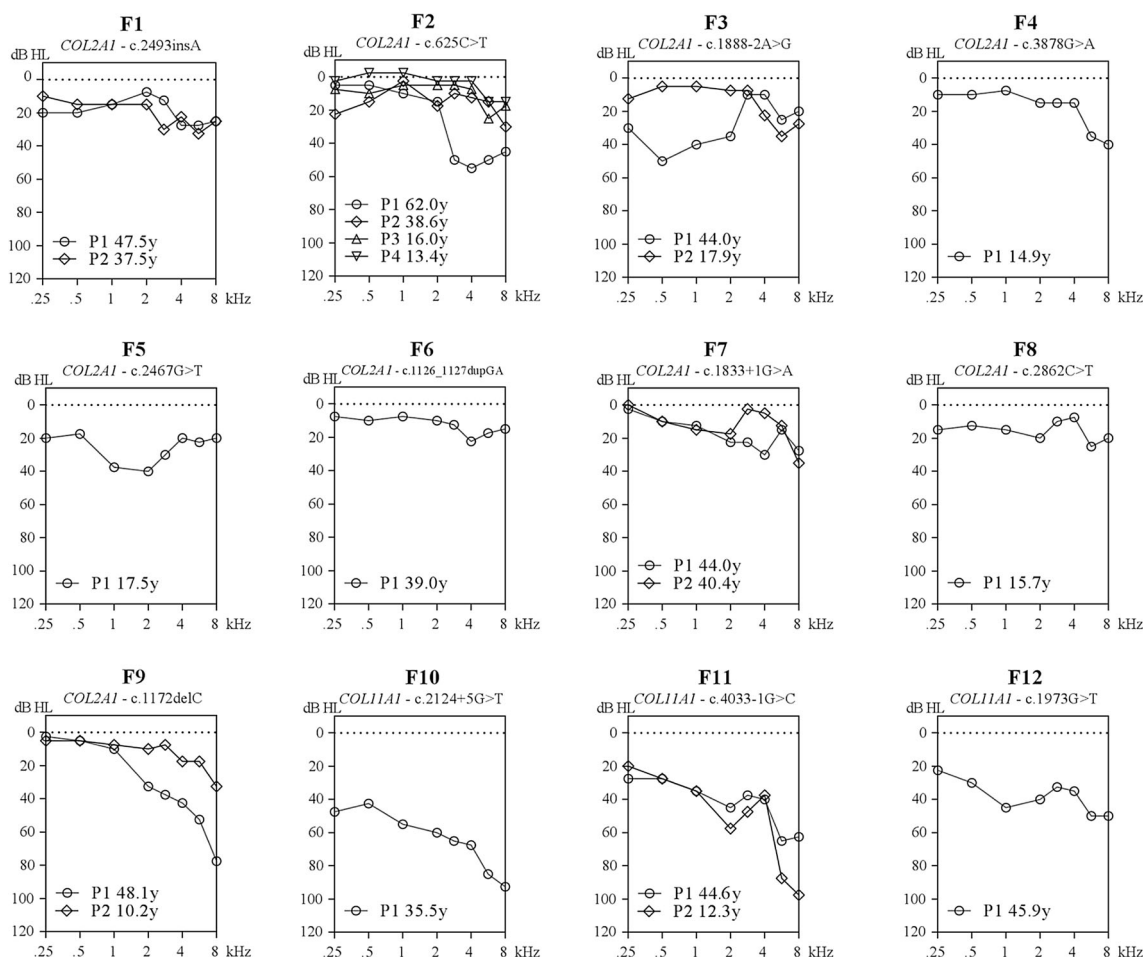 F1
COL2A1 - c.2493insA
dB HL
0
20
40
60
80
100
120
P1 47.5y
P2 37.5y
.25 .5 1 2 4 8 kHz
F2
COL2A1 - c.625C>T
dB HL
0
20
40
60
80
100
120
P1 62.0y
P2 38.6y
P3 16.0y
P4 13.4y
.25 .5 1 2 4 8 kHz
F3
COL2A1 - c.1888-2A>G
dB HL
0
20
40
60
80
100
120
P1 44.0y
P2 17.9y
.25 .5 1 2 4 8 kHz
F4
COL2A1 - c.3878G>A
dB HL
0
20
40
60
80
100
120
P1 14.9y
.25 .5 1 2 4 8 kHz
F5
COL2A1 - c.2467G>T
dB HL
0
20
40
60
80
100
120
P1 17.5y
.25 .5 1 2 4 8 kHz
F6
COL2A1 - c.1126_1127dupGA
dB HL
0
20
40
60
80
100
120
P1 39.0y
.25 .5 1 2 4 8 kHz
F7
COL2A1 - c.1833+1G>A
dB HL
0
20
40
60
80
100
120
P1 44.0y
P2 40.4y
.25 .5 1 2 4 8 kHz
F8
COL2A1 - c.2862C>T
dB HL
0
20
40
60
80
100
120
P1 15.7y
.25 .5 1 2 4 8 kHz
F9
COL2A1 - c.1172delC
dB HL
0
20
40
60
80
100
120
P1 48.1y
P2 10.2y
.25 .5 1 2 4 8 kHz
F10
COL11A1 - c.2124+5G>T
dB HL
0
20
40
60
80
100
120
P1 35.5y
.25 .5 1 2 4 8 kHz
F11
COL11A1 - c.4033-1G>C
dB HL
0
20
40
60
80
100
120
P1 44.6y
P2 12.3y
.25 .5 1 2 4 8 kHz
F12
COL11A1 - c.1973G>T
dB HL
0
20
40
60
80
100
120
P1 45.9y
.25 .5 1 2 4 8 kHz